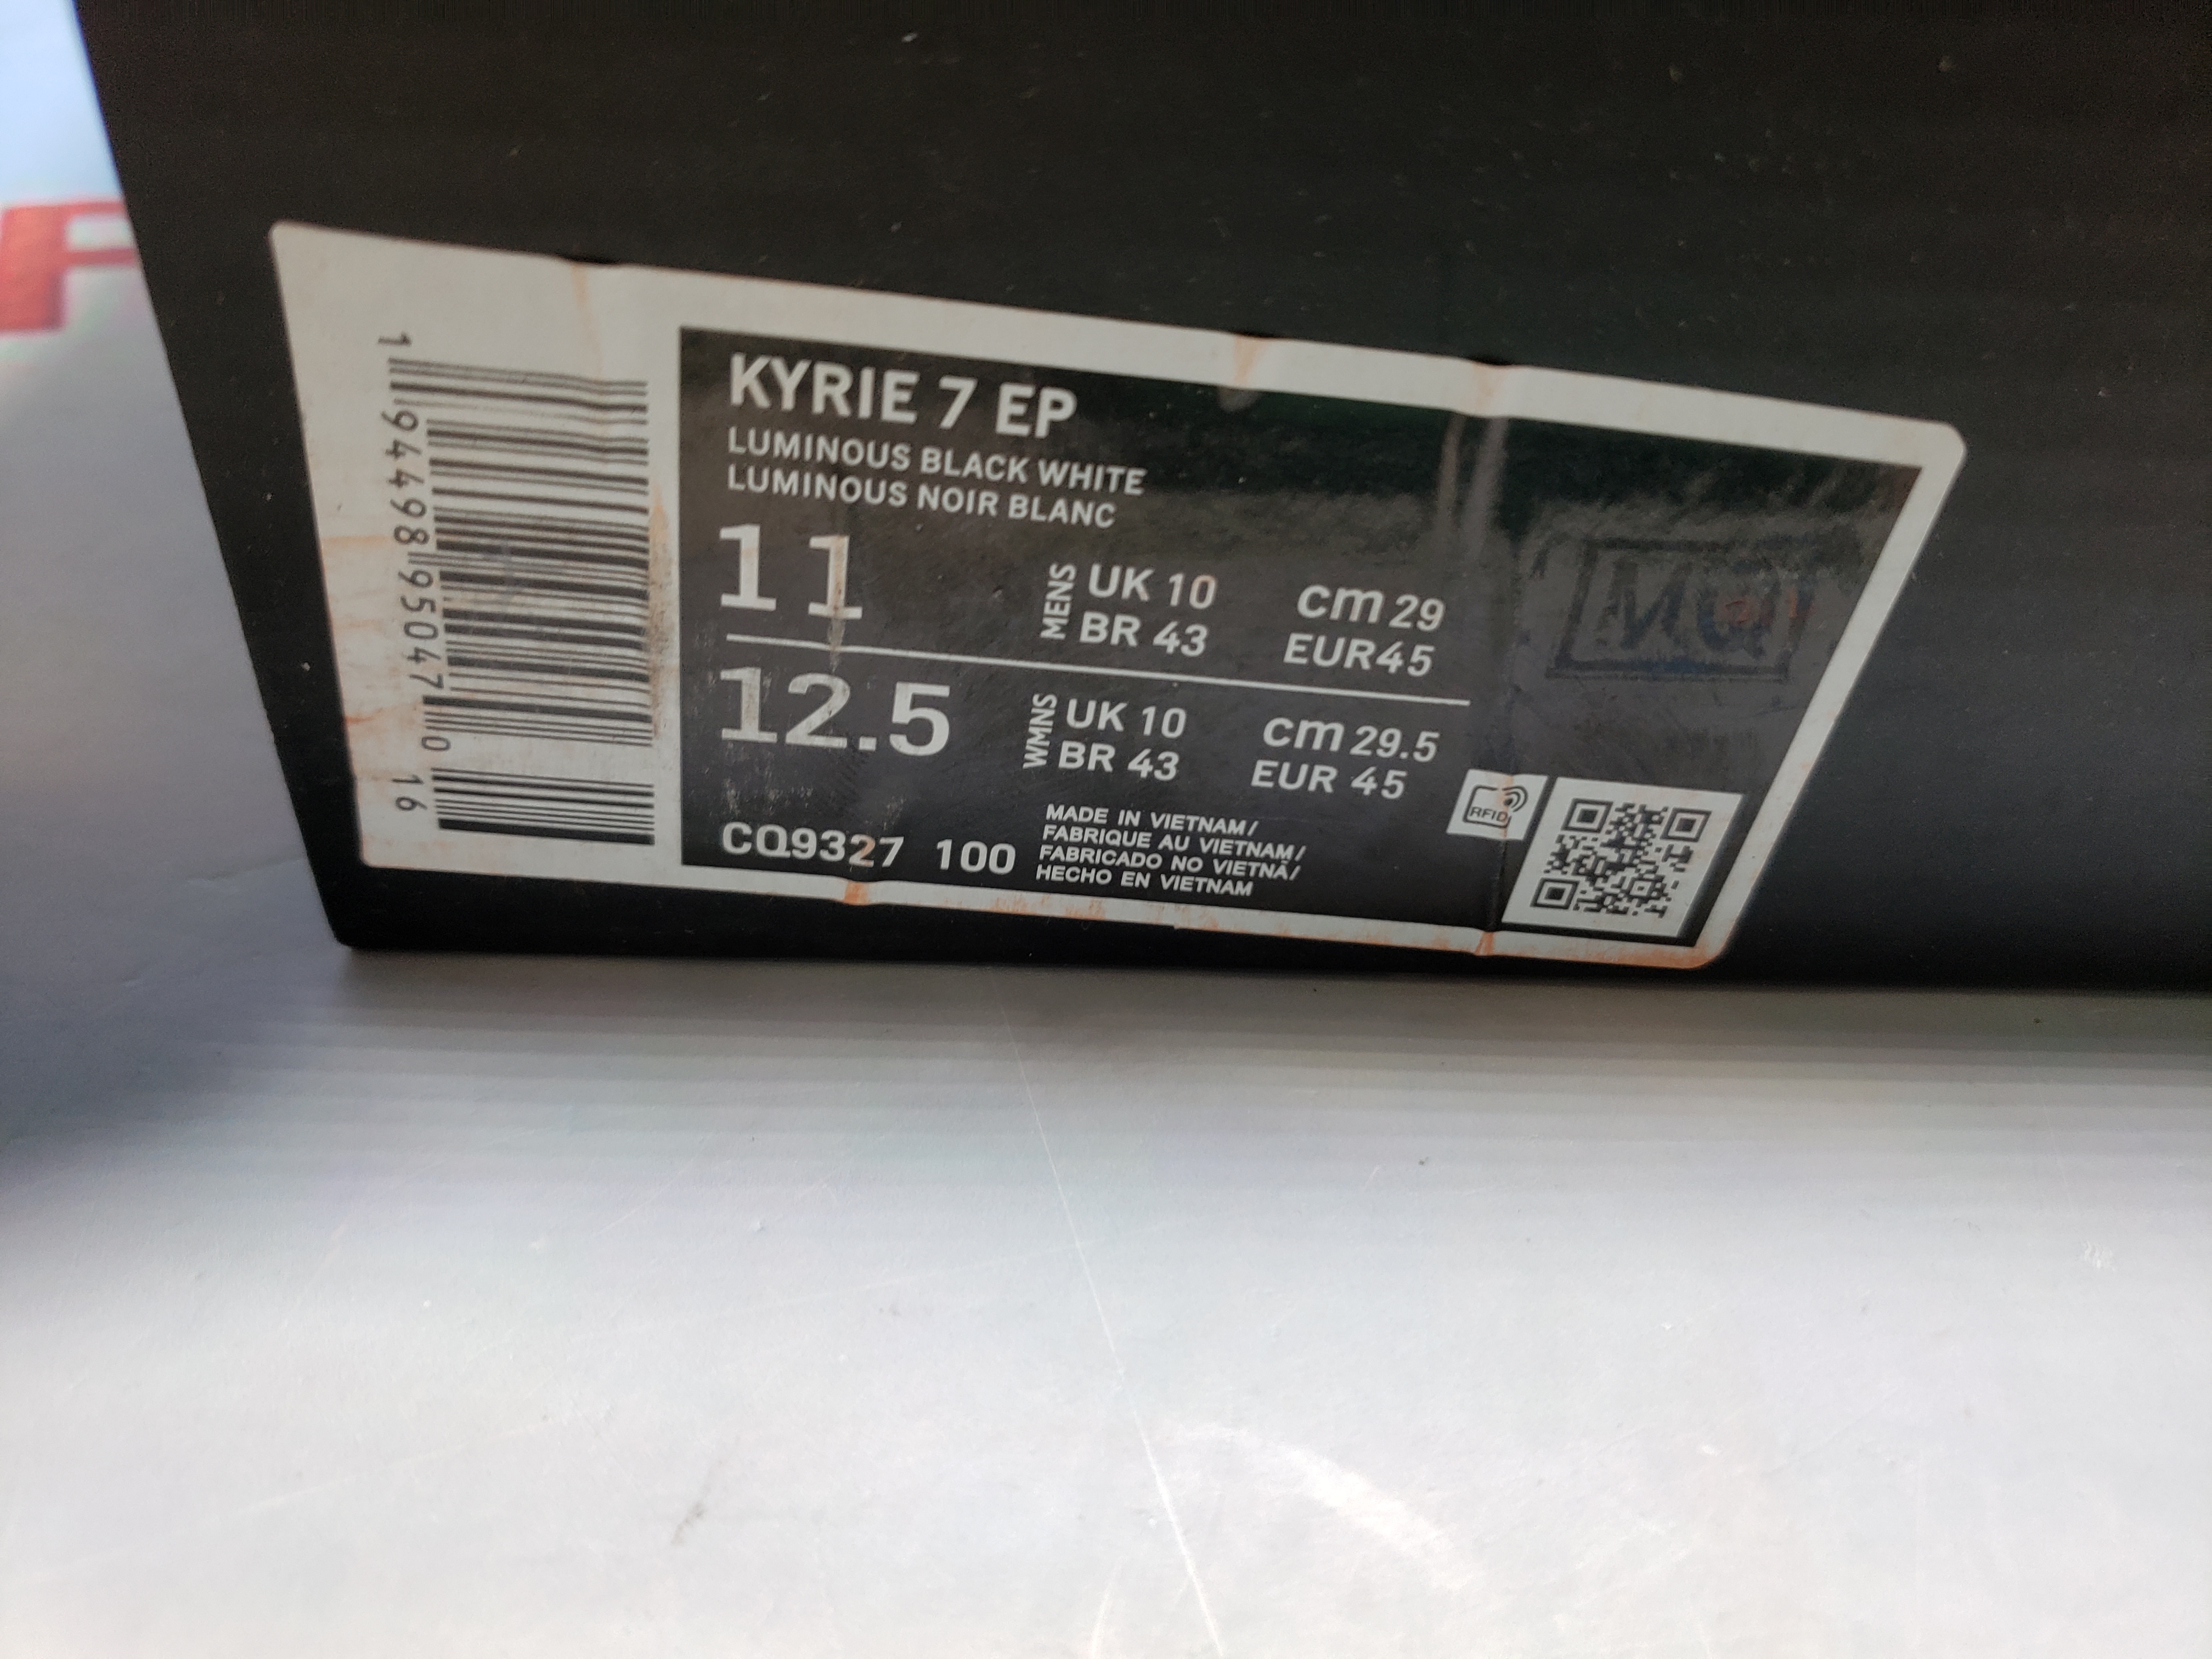 1 94498 95047 0 16
KYRIE 7 EP
LUMINOUS BLACK WHITE
LUMINOUS NOIR BLANC
11
MENS
UK 10
BR 43
cm 29
EUR45
12.5
WMNS
UK 10
BR 43
cm 29.5
EUR 45
CQ9327 100
MADE IN VIETNAM/
FABRIQUE AU VIETNAM/
FABRICADO NO VIETNÃ/
HECHO EN VIETNAM
RFID
MQ